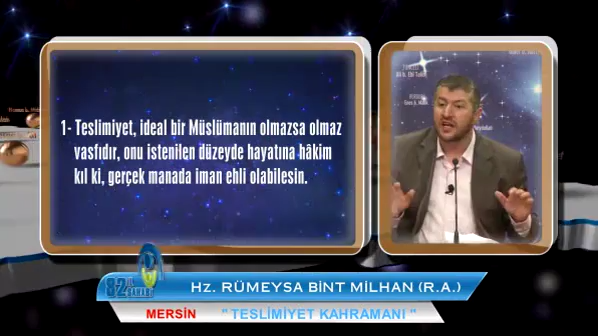 1- Teslimiyet, ideal bir Müslümanın olmazsa olmaz
vasfıdır, onu istenilen düzeyde hayatına hâkim
kıl ki, gerçek manada iman ehli olabilesin.
82
Hz. RÜMEYSA BİNT MİLHAN (R.A.)
MERSİN " TESLİMİYET KAHRAMANI "